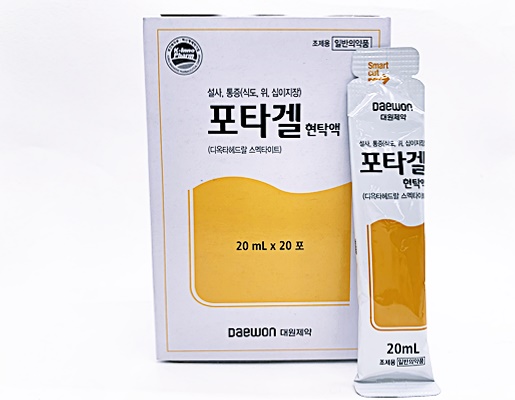 K-Inno
Pharm
조제용 일반의약품
설사, 통증(식도, 위, 십이지장)
포타겔 현탁액
(디옥타헤드랄 스멕타이트)
20 mL x 20 포
Daewon 대원제약
Smart
cut
Daewon
대원제약
설사, 통증(식도, 위, 십이지장)
포타겔
현탁액
(디옥타헤드랄 스멕타이트)
20mL
조제용 일반의약품